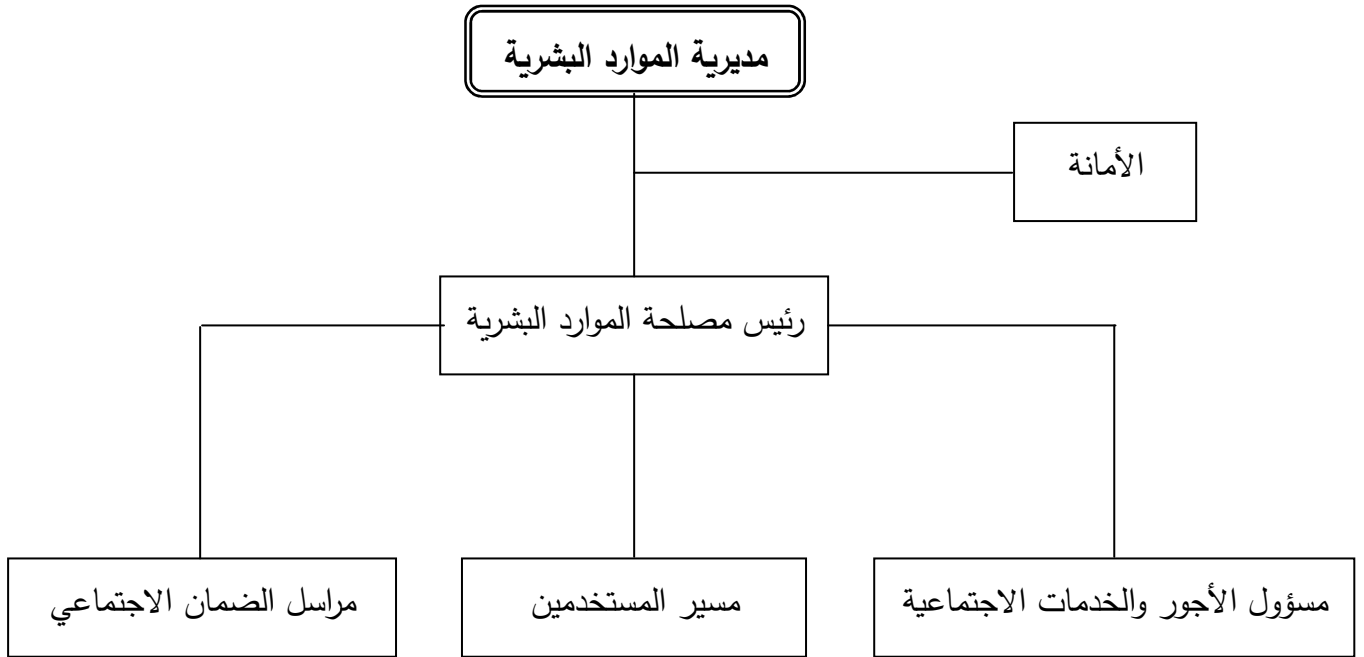 مديرية الموارد البشرية
الأمانة
رئيس مصلحة الموارد البشرية
مسؤول الأجور والخدمات الاجتماعية
مسير المستخدمين
مراسل الضمان الاجتماعي